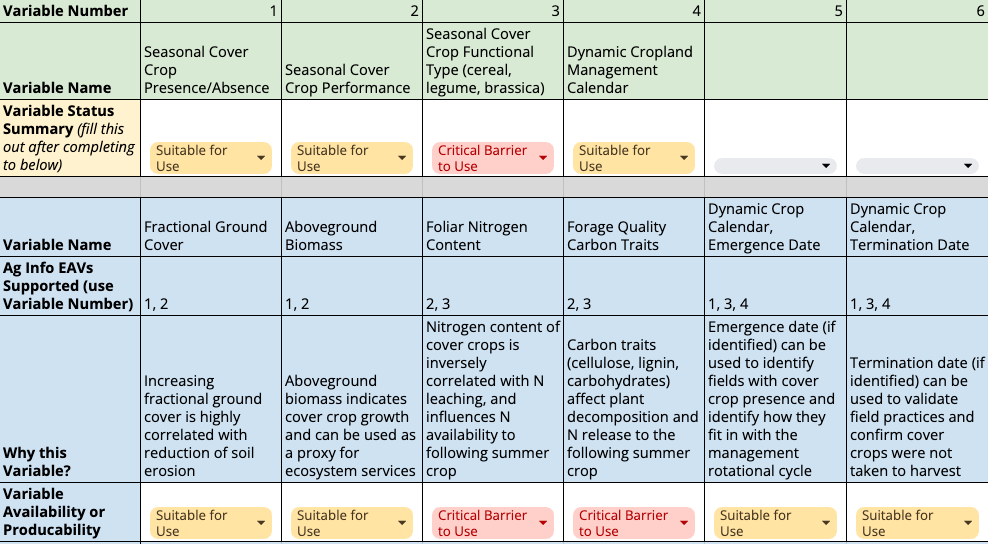 Variable Number 1 2 3 4 5 6
Variable Name
Seasonal Cover
Crop
Presence/Absence
Seasonal Cover
Crop Performance
Seasonal Cover
Crop Functional
Type (cereal,
legume, brassica)
Dynamic Cropland
Management
Calendar
Variable Status
Summary (fill this
out after completing
to below)
Suitable for
Use
Suitable for
Use
Critical Barrier
to Use
Suitable for
Use
Variable Name
Fractional Ground
Cover
Aboveground
Biomass
Foliar Nitrogen
Content
Forage Quality
Carbon Traits
Dynamic Crop
Calendar,
Emergence Date
Dynamic Crop
Calendar,
Termination Date
Ag Info EAVs
Supported (use
Variable Number)
1, 2
1, 2
2, 3
2, 3
1, 3, 4
1, 3, 4
Why this
Variable?
Increasing
fractional ground
cover is highly
correlated with
reduction of soil
erosion
Aboveground
biomass indicates
cover crop growth
and can be used as
a proxy for
ecosystem services
Nitrogen content of
cover crops is
inversely
correlated with N
leaching, and
influences N
availability to
following summer
crop
Carbon traits
(cellulose, lignin,
carbohydrates)
affect plant
decomposition and
N release to the
following summer
crop
Emergence date (if
identified) can be
used to identify
fields with cover
crop presence and
identify how they
fit in with the
management
rotational cycle
Termination date (if
identified) can be
used to validate
field practices and
confirm cover
crops were not
taken to harvest
Variable
Availability or
Producability
Suitable for
Use
Suitable for
Use
Critical Barrier
to Use
Critical Barrier
to Use
Suitable for
Use
Suitable for
Use